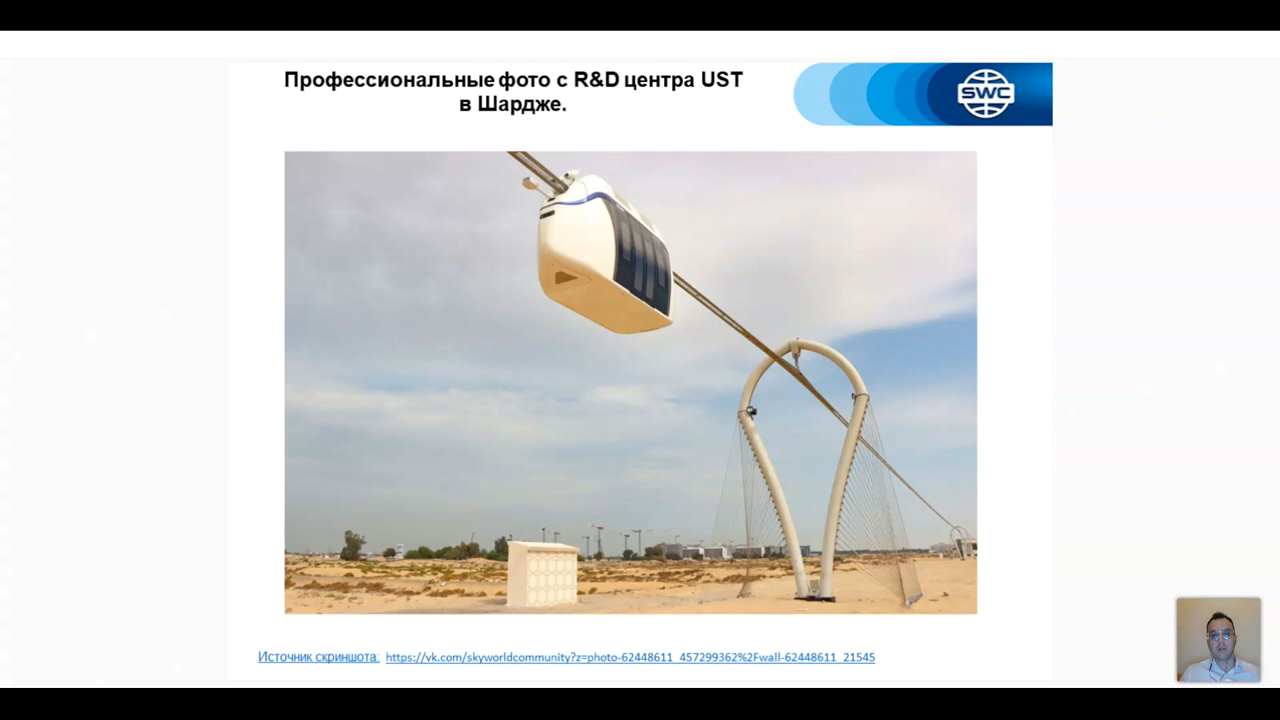 Профессиональные фото с R&D центра UST
в Шардже.
SWC
Источник скриншота: https://vk.com/skyworldcommunity?z=photo-62448611_457299362%2Fwall-62448611_21545